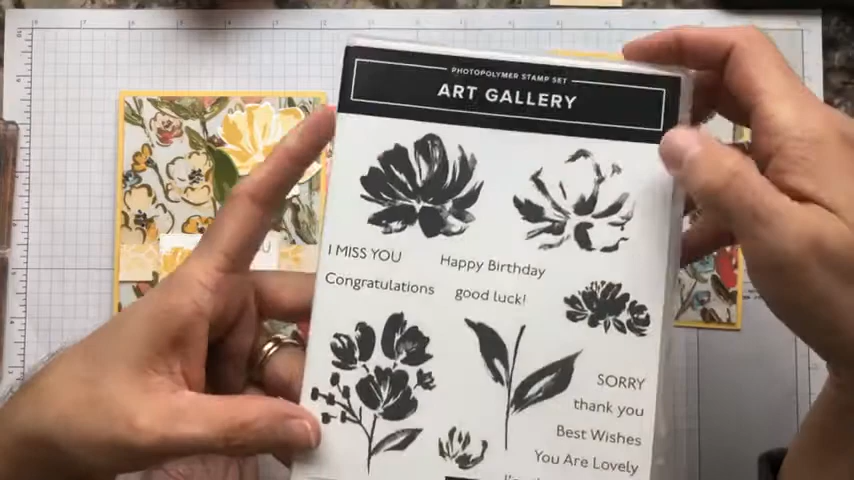 PHOTOPOLYMER STAMP SET
ART GALLERY
I MISS YOU
Happy Birthday
Congratulations
good luck!
SORRY
thank you
Best Wishes
You Are Lovely